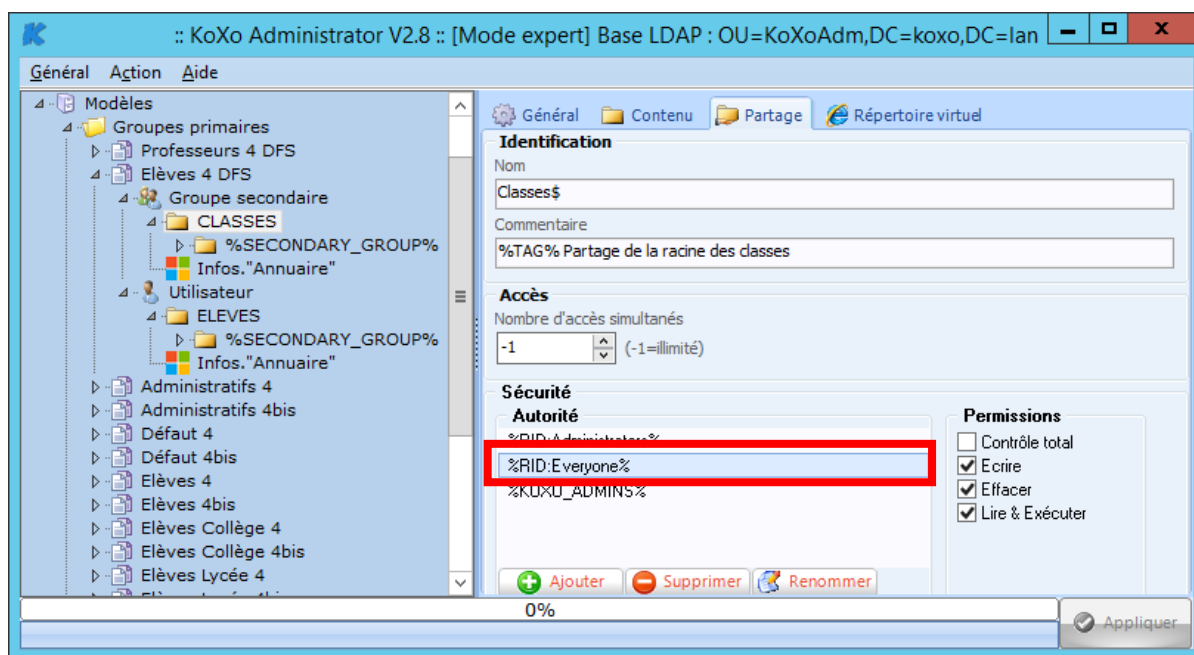 :: KoXo Administrator V2.8 :: [Mode expert] Base LDAP : OU=KoXoAdm,DC=koxo,DC=lan
Général Action Aide
Modèles
Groupes primaires
Professeurs 4 DFS
Elèves 4 DFS
Groupe secondaire
CLASSES
%SECONDARY_GROUP%
Infos."Annuaire"
Utilisateur
ELEVES
%SECONDARY_GROUP%
Infos."Annuaire"
Administratifs 4
Administratifs 4bis
Défaut 4
Défaut 4bis
Elèves 4
Elèves 4bis
Elèves Collège 4
Elèves Collège 4bis
Elèves Lycée 4
Général Contenu Partage Répertoire virtuel
Identification
Nom
Classes$
Commentaire
%TAG% Partage de la racine des classes
Accès
Nombre d'accès simultanés
-1 (-1=illimité)
Sécurité
Autorité
%RID:Administrators%
%RID:Everyone%
%KOXO_ADMINS%
Ajouter Supprimer Renommer
Permissions
Contrôle total
Ecrire
Effacer
Lire & Exécuter
0%
Appliquer